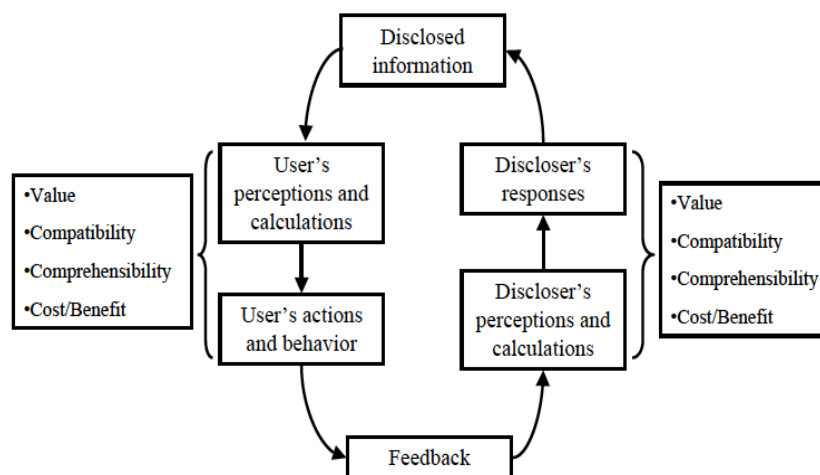 Disclosed
information
User’s
perceptions and
calculations
Discloser’s
responses
•Value
•Compatibility
•Comprehensibility
•Cost/Benefit
•Value
•Compatibility
•Comprehensibility
•Cost/Benefit
User’s actions
and behavior
Discloser’s
perceptions and
calculations
Feedback